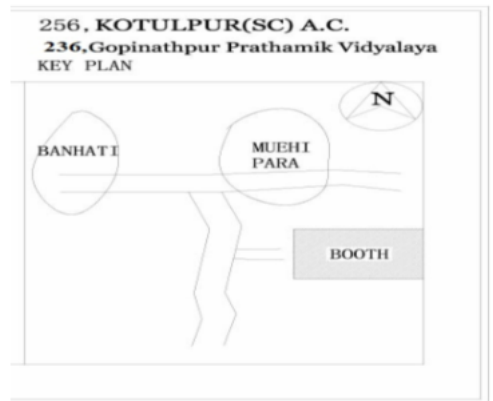 256, KOTULPUR(SC) A.C.
236,Gopinathpur Prathamik Vidyalaya
KEY PLAN
N
BANHATI
MUEHI
PARA
BOOTH